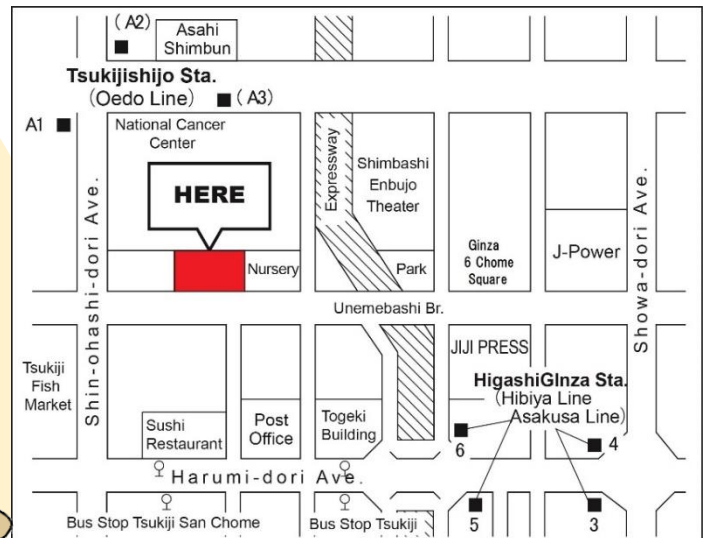 (A2)
Asahi
Shimbun
Tsukijishijo Sta.
(Oedo Line)
(A3)
A1
National Cancer
Center
HERE
Nursery
Shin-ohashi-dori Ave.
Expressway
Shimbashi
Enbujo
Theater
Park
Ginza
6 Chome
Square
J-Power
Showa-dori Ave.
Unemebashi Br.
Tsukiji
Fish
Market
Sushi
Restaurant
Post
Office
Togeki
Building
JIJI PRESS
HigashiGInza Sta.
(Hibiya Line
Asakusa Line)
6
4
Harumi-dori Ave.
Bus Stop Tsukiji San Chome
Bus Stop Tsukiji
5
3